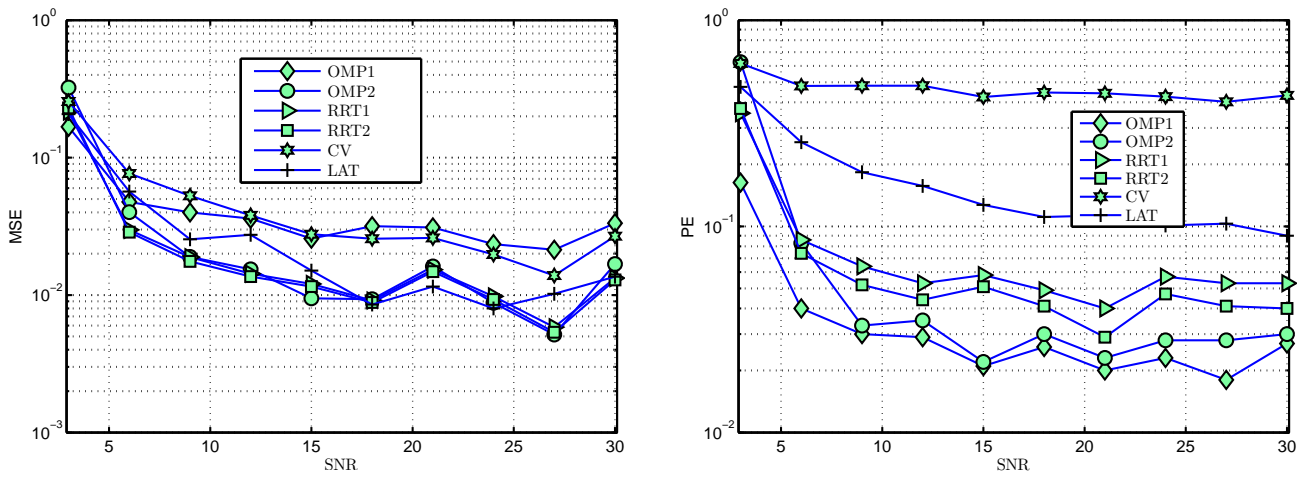 10^0
10^-1
10^-2
10^-3
MSE
5
10
15
20
25
30
SNR
OMP1
OMP2
RRT1
RRT2
CV
LAT
10^0
10^-1
10^-2
PE
5
10
15
20
25
30
SNR
OMP1
OMP2
RRT1
RRT2
CV
LAT